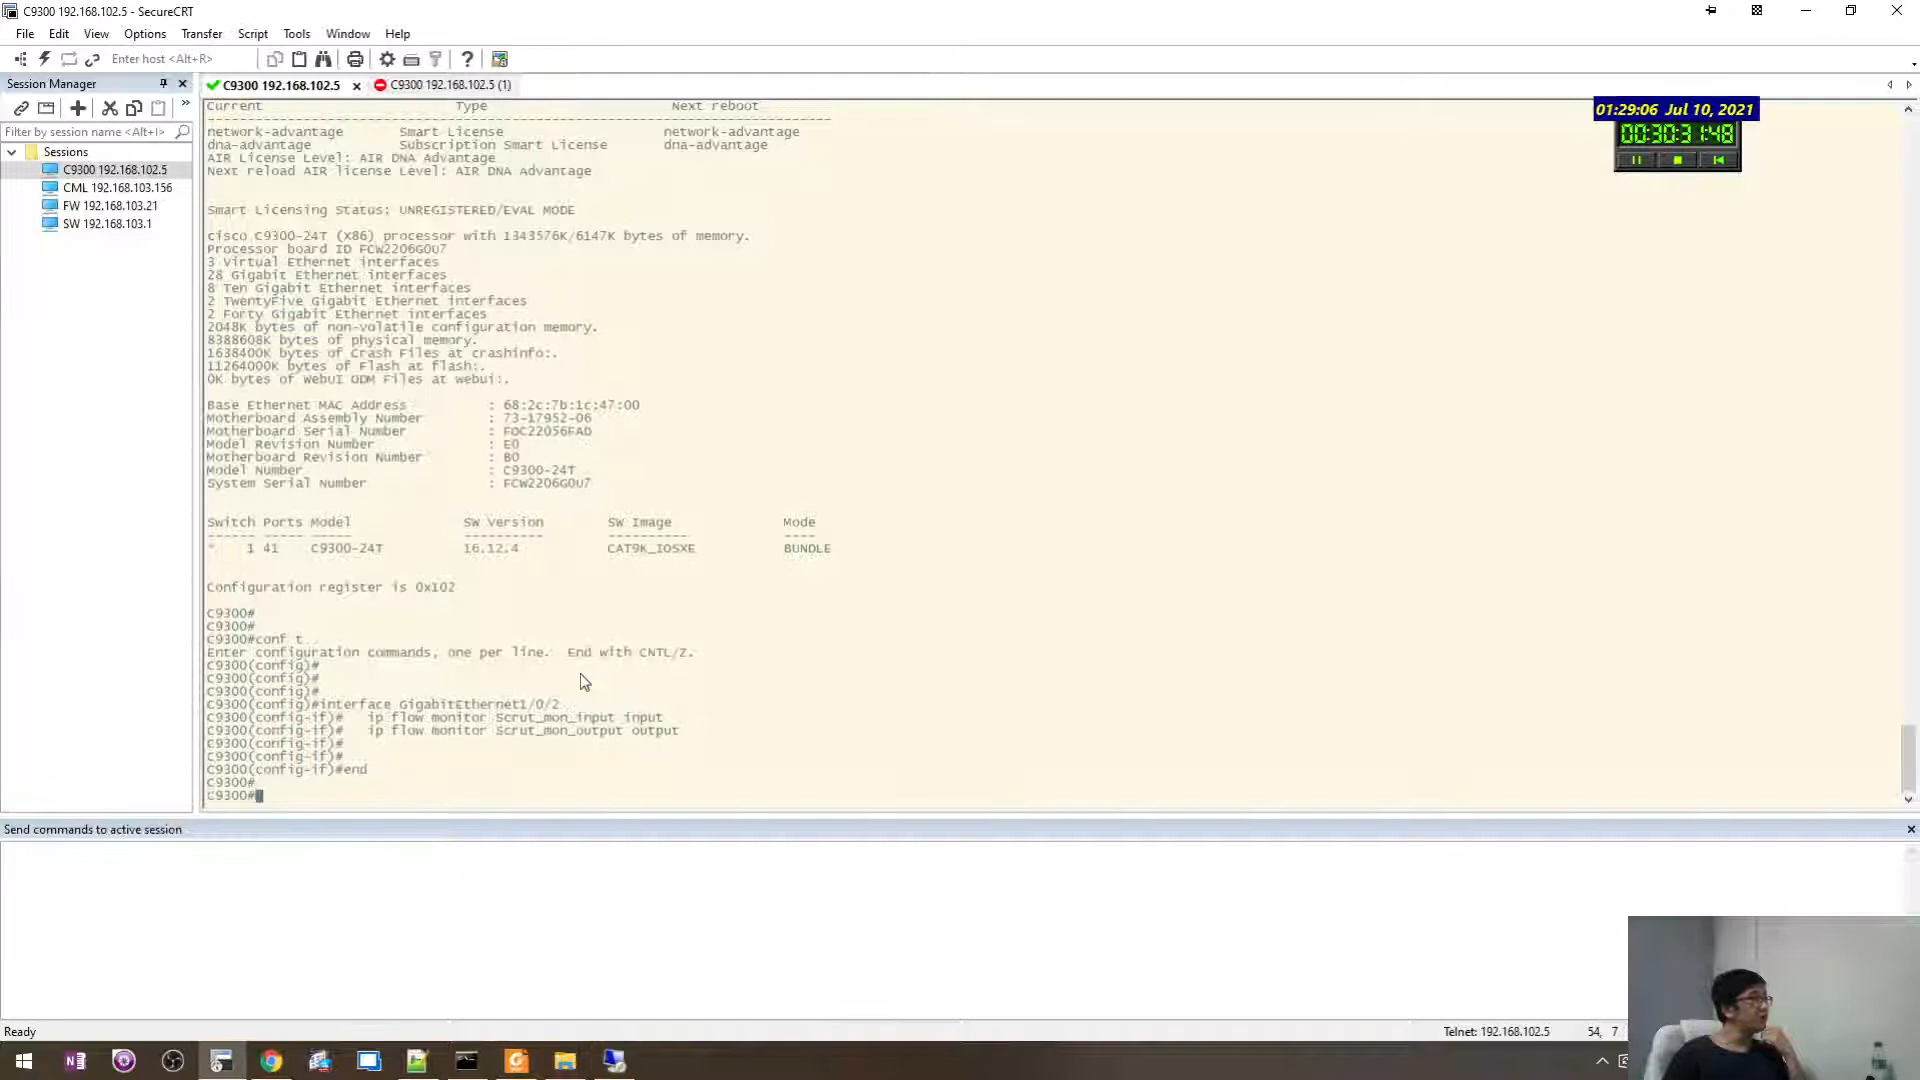 C9300 192.168.102.5 - SecureCRT
File Edit View Options Transfer Script Tools Window Help
Enter host <Alt+R>
Session Manager
C9300 192.168.102.5
C9300 192.168.102.5 (1)
Filter by session name <Alt+I>
Sessions
C9300 192.168.102.5
CML 192.168.103.156
FW 192.168.103.21
SW 192.168.103.1
01:29:06 Jul 10, 2021
00:30:31:48
Current Type Next reboot
------------------------------------------------------------------------------
network-advantage Smart License network-advantage
dna-advantage Subscription Smart License dna-advantage
AIR License Level: AIR DNA Advantage
Next reload AIR license Level: AIR DNA Advantage
Smart Licensing Status: UNREGISTERED/EVAL MODE
cisco C9300-24T (X86) processor with 1343576K/6147K bytes of memory.
Processor board ID FCW2206G0U7
3 Virtual Ethernet interfaces
28 Gigabit Ethernet interfaces
8 Ten Gigabit Ethernet interfaces
2 TwentyFive Gigabit Ethernet interfaces
2 Forty Gigabit Ethernet interfaces
2048K bytes of non-volatile configuration memory.
8388608K bytes of physical memory.
1638400K bytes of Crash Files at crashinfo:.
11264000K bytes of Flash at flash:.
0K bytes of WebUI ODM Files at webui:.
Base Ethernet MAC Address : 68:2c:7b:1c:47:00
Motherboard Assembly Number : 73-17952-06
Motherboard Serial Number : FOC22056FAD
Model Revision Number : E0
Motherboard Revision Number : B0
Model Number : C9300-24T
System Serial Number : FCW2206G0U7
Switch Ports Model SW Version SW Image Mode
------ ----- ----- ---------- ---------- ----
* 1 41 C9300-24T 16.12.4 CAT9K_IOSXE BUNDLE
Configuration register is 0x102
C9300#
C9300#
C9300#conf t
Enter configuration commands, one per line. End with CNTL/Z.
C9300(config)#
C9300(config)#
C9300(config)#
C9300(config)#interface GigabitEthernet1/0/2
C9300(config-if)# ip flow monitor Scrut_mon_input input
C9300(config-if)# ip flow monitor Scrut_mon_output output
C9300(config-if)#
C9300(config-if)#
C9300(config-if)#end
C9300#
C9300#
Send commands to active session
Ready
Telnet: 192.168.102.5 54, 7